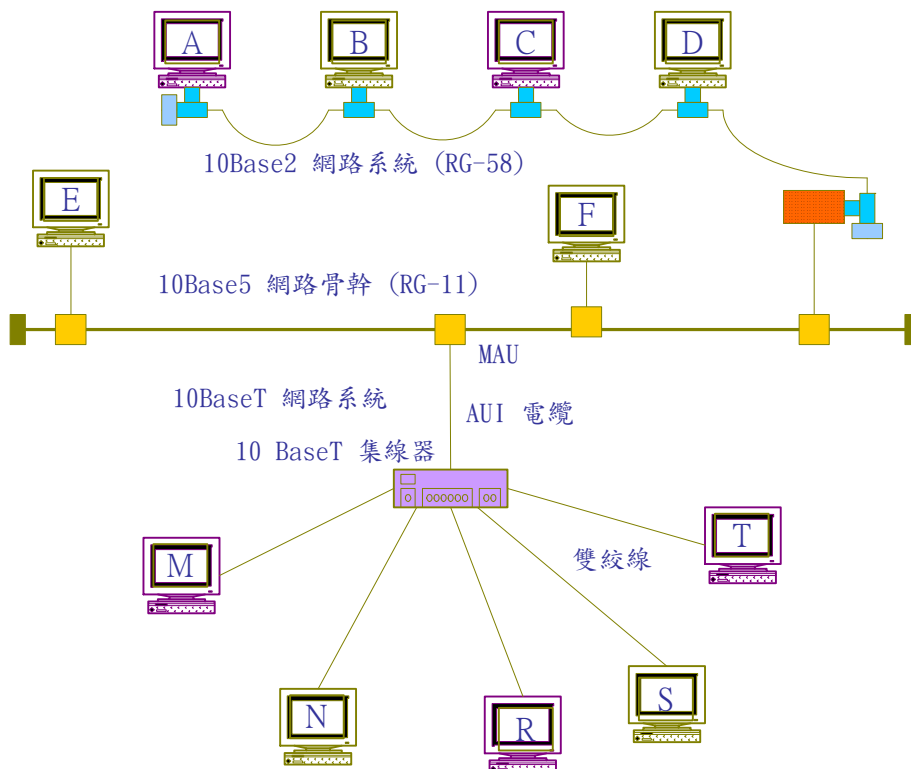 A
B
C
D
10Base2 網路系統 (RG-58)
E
F
10Base5 網路骨幹 (RG-11)
MAU
10BaseT 網路系統
AUI 電纜
10 BaseT 集線器
M
T
雙絞線
N
R
S